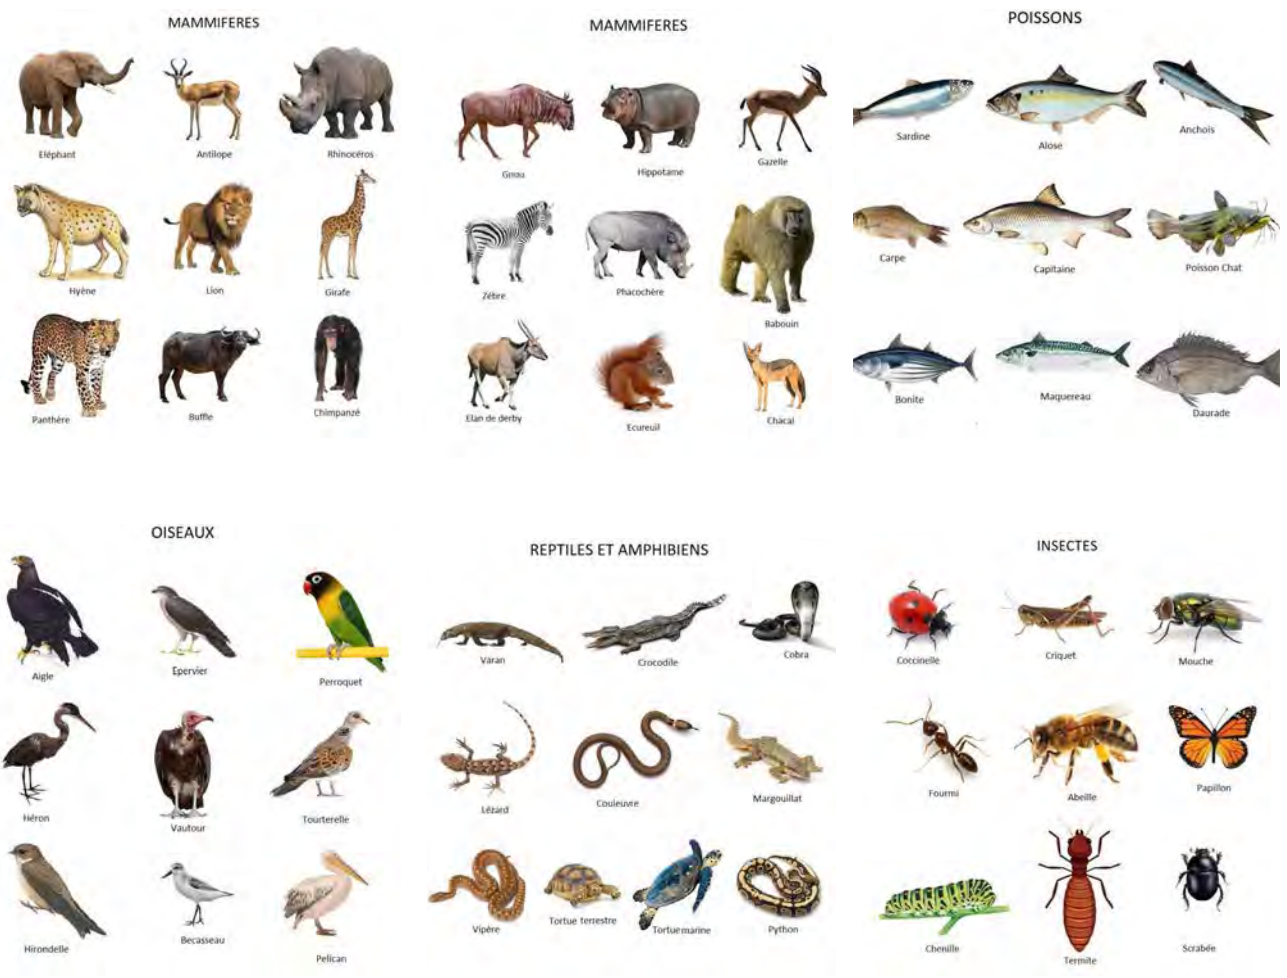 MAMMIFERES
Eléphant
Antilope
Rhinocéros
Hyène
Lion
Girafe
Panthère
Buffle
Chimpanzé
MAMMIFERES
Gnou
Hippotame
Gazelle
Zébre
Phacochère
Babouin
Elan de derby
Ecureuil
Chacal
POISSONS
Sardine
Alose
Anchois
Carpe
Capitaine
Poisson Chat
Bonite
Maquereau
Daurade
OISEAUX
Aigle
Epervier
Perroquet
Héron
Vautour
Tourterelle
Hirondelle
Becasseau
Pelican
REPTILES ET AMPHIBIENS
Varan
Crocodile
Cobra
Lézard
Couleuvre
Margouillat
Vipère
Tortue terrestre
Tortue marine
Python
INSECTES
Coccinelle
Criquet
Mouche
Fourmi
Abeille
Papillon
Chenille
Termite
Scrabée